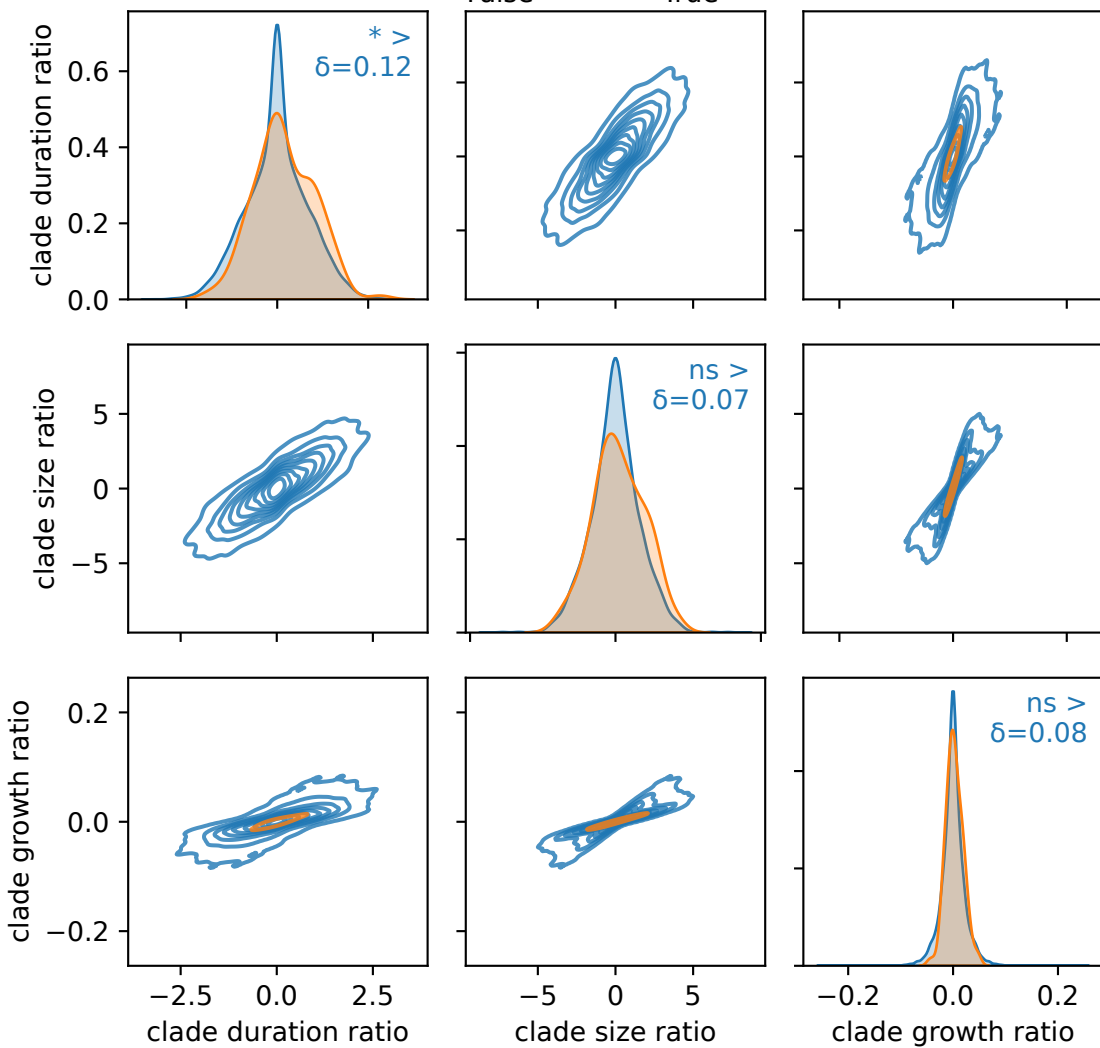 False True
clade duration ratio
0.6
0.4
0.2
0.0
* >
δ=0.12
clade size ratio
5
0
−5
ns >
δ=0.07
clade growth ratio
0.2
0.0
−0.2
ns >
δ=0.08
−2.5 0.0 2.5
−5 0 5
−0.2 0.0 0.2
clade duration ratio
clade size ratio
clade growth ratio